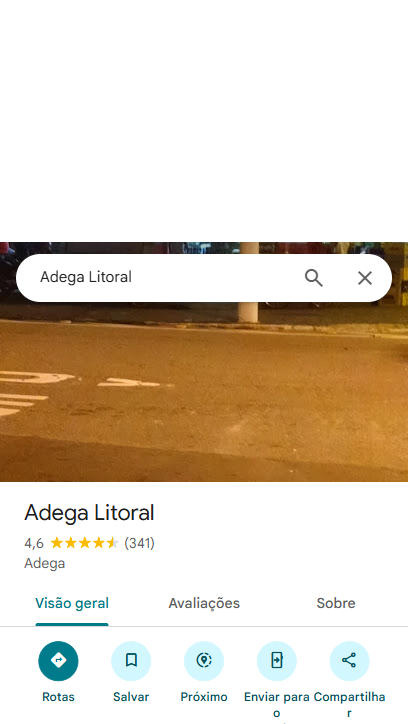 Adega Litoral
Adega Litoral
4,6 (341)
Adega
Visão geral Avaliações Sobre
Rotas Salvar Próximo Enviar para o Compartilhar